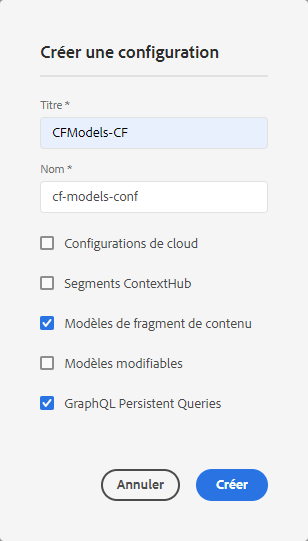 Créer une configuration
Titre *
CFModels-CF
Nom *
cf-models-conf
Configurations de cloud
Segments ContextHub
Modèles de fragment de contenu
Modèles modifiables
GraphQL Persistent Queries
Annuler Créer